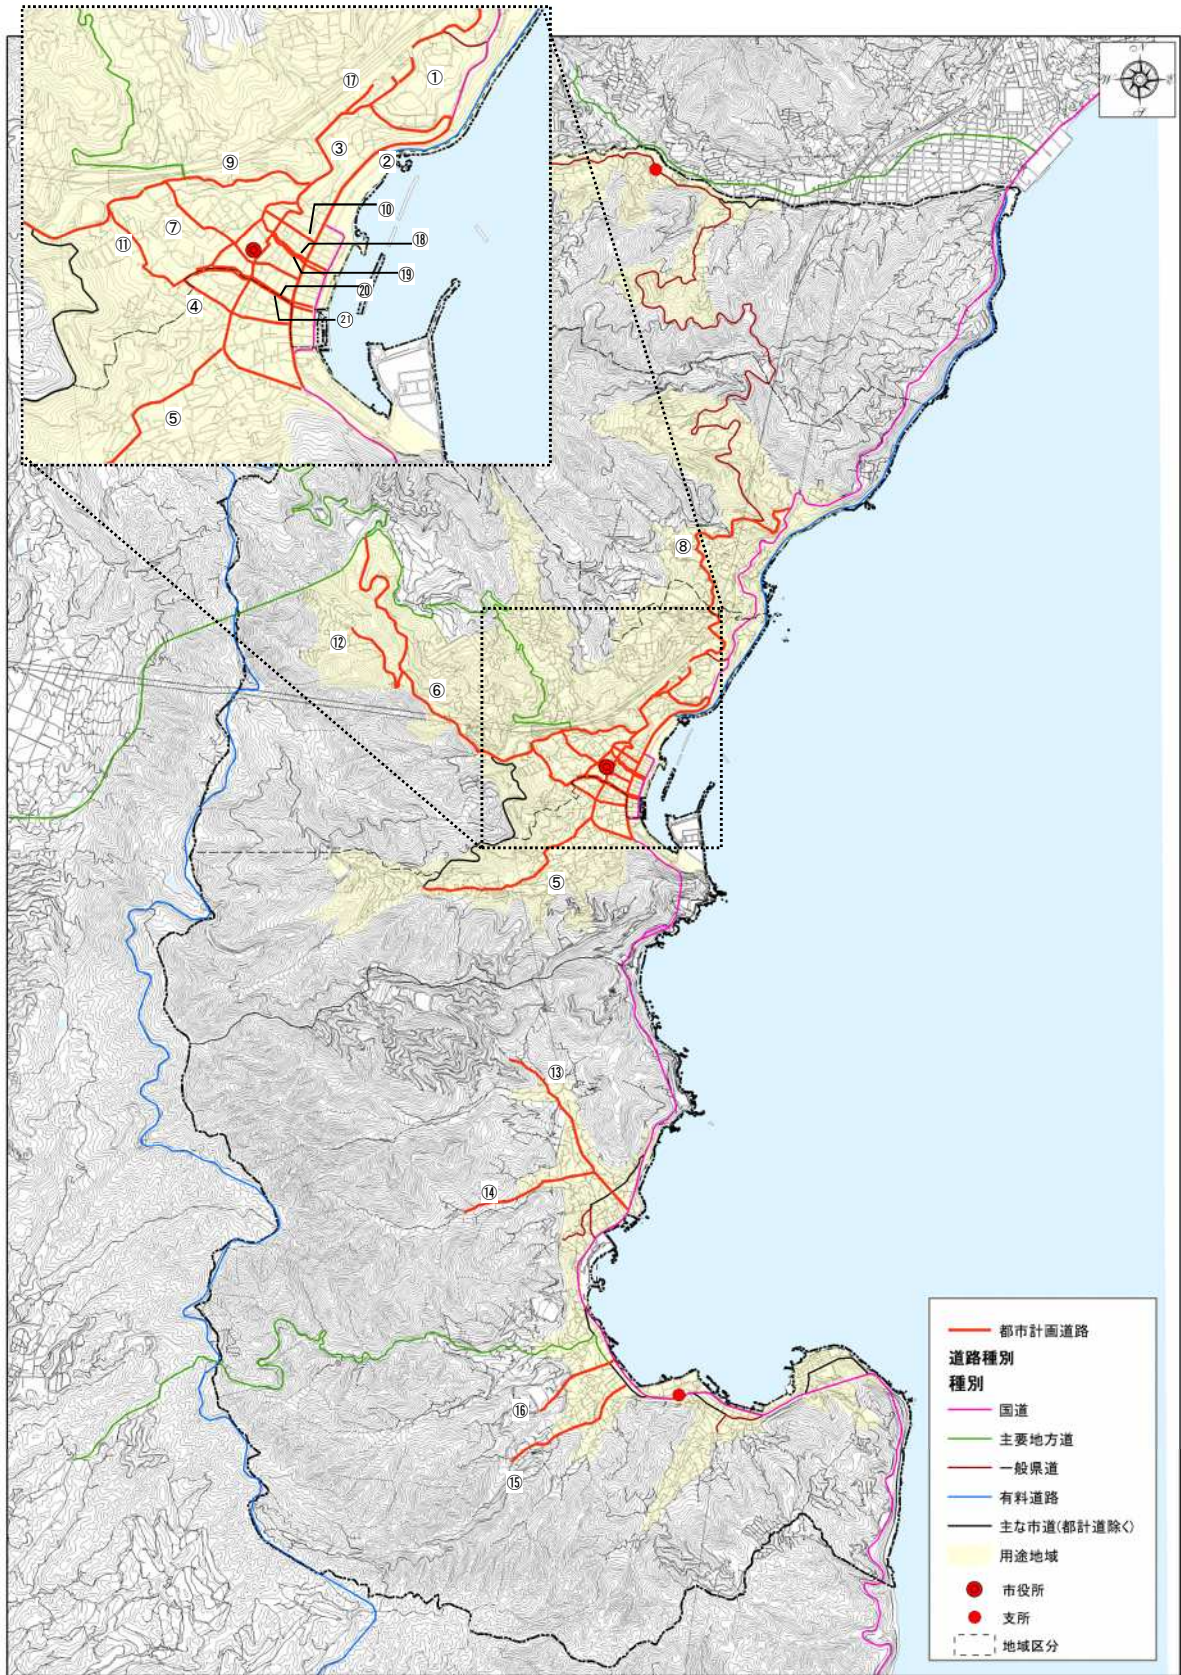 ⑰
①
③
②
⑨
⑩
⑦
⑪
⑱
⑲
④
⑳
㉑
⑤
⑧
⑫
⑥
⑤
⑬
⑭
⑯
⑮
都市計画道路
道路種別
種別
国道
主要地方道
一般県道
有料道路
主な市道(都計道除く)
用途地域
市役所
支所
地域区分